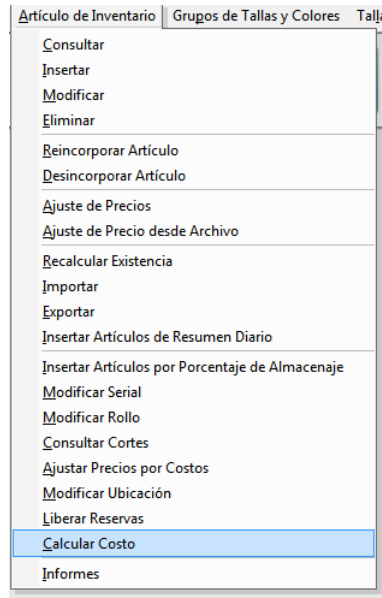 Artículo de Inventario Grupos de Tallas y Colores
Consultar
Insertar
Modificar
Eliminar
Reincorporar Artículo
Desincorporar Artículo
Ajuste de Precios
Ajuste de Precio desde Archivo
Recalcular Existencia
Importar
Exportar
Insertar Artículos de Resumen Diario
Insertar Artículos por Porcentaje de Almacenaje
Modificar Serial
Modificar Rollo
Consultar Cortes
Ajustar Precios por Costos
Modificar Ubicación
Liberar Reservas
Calcular Costo
Informes